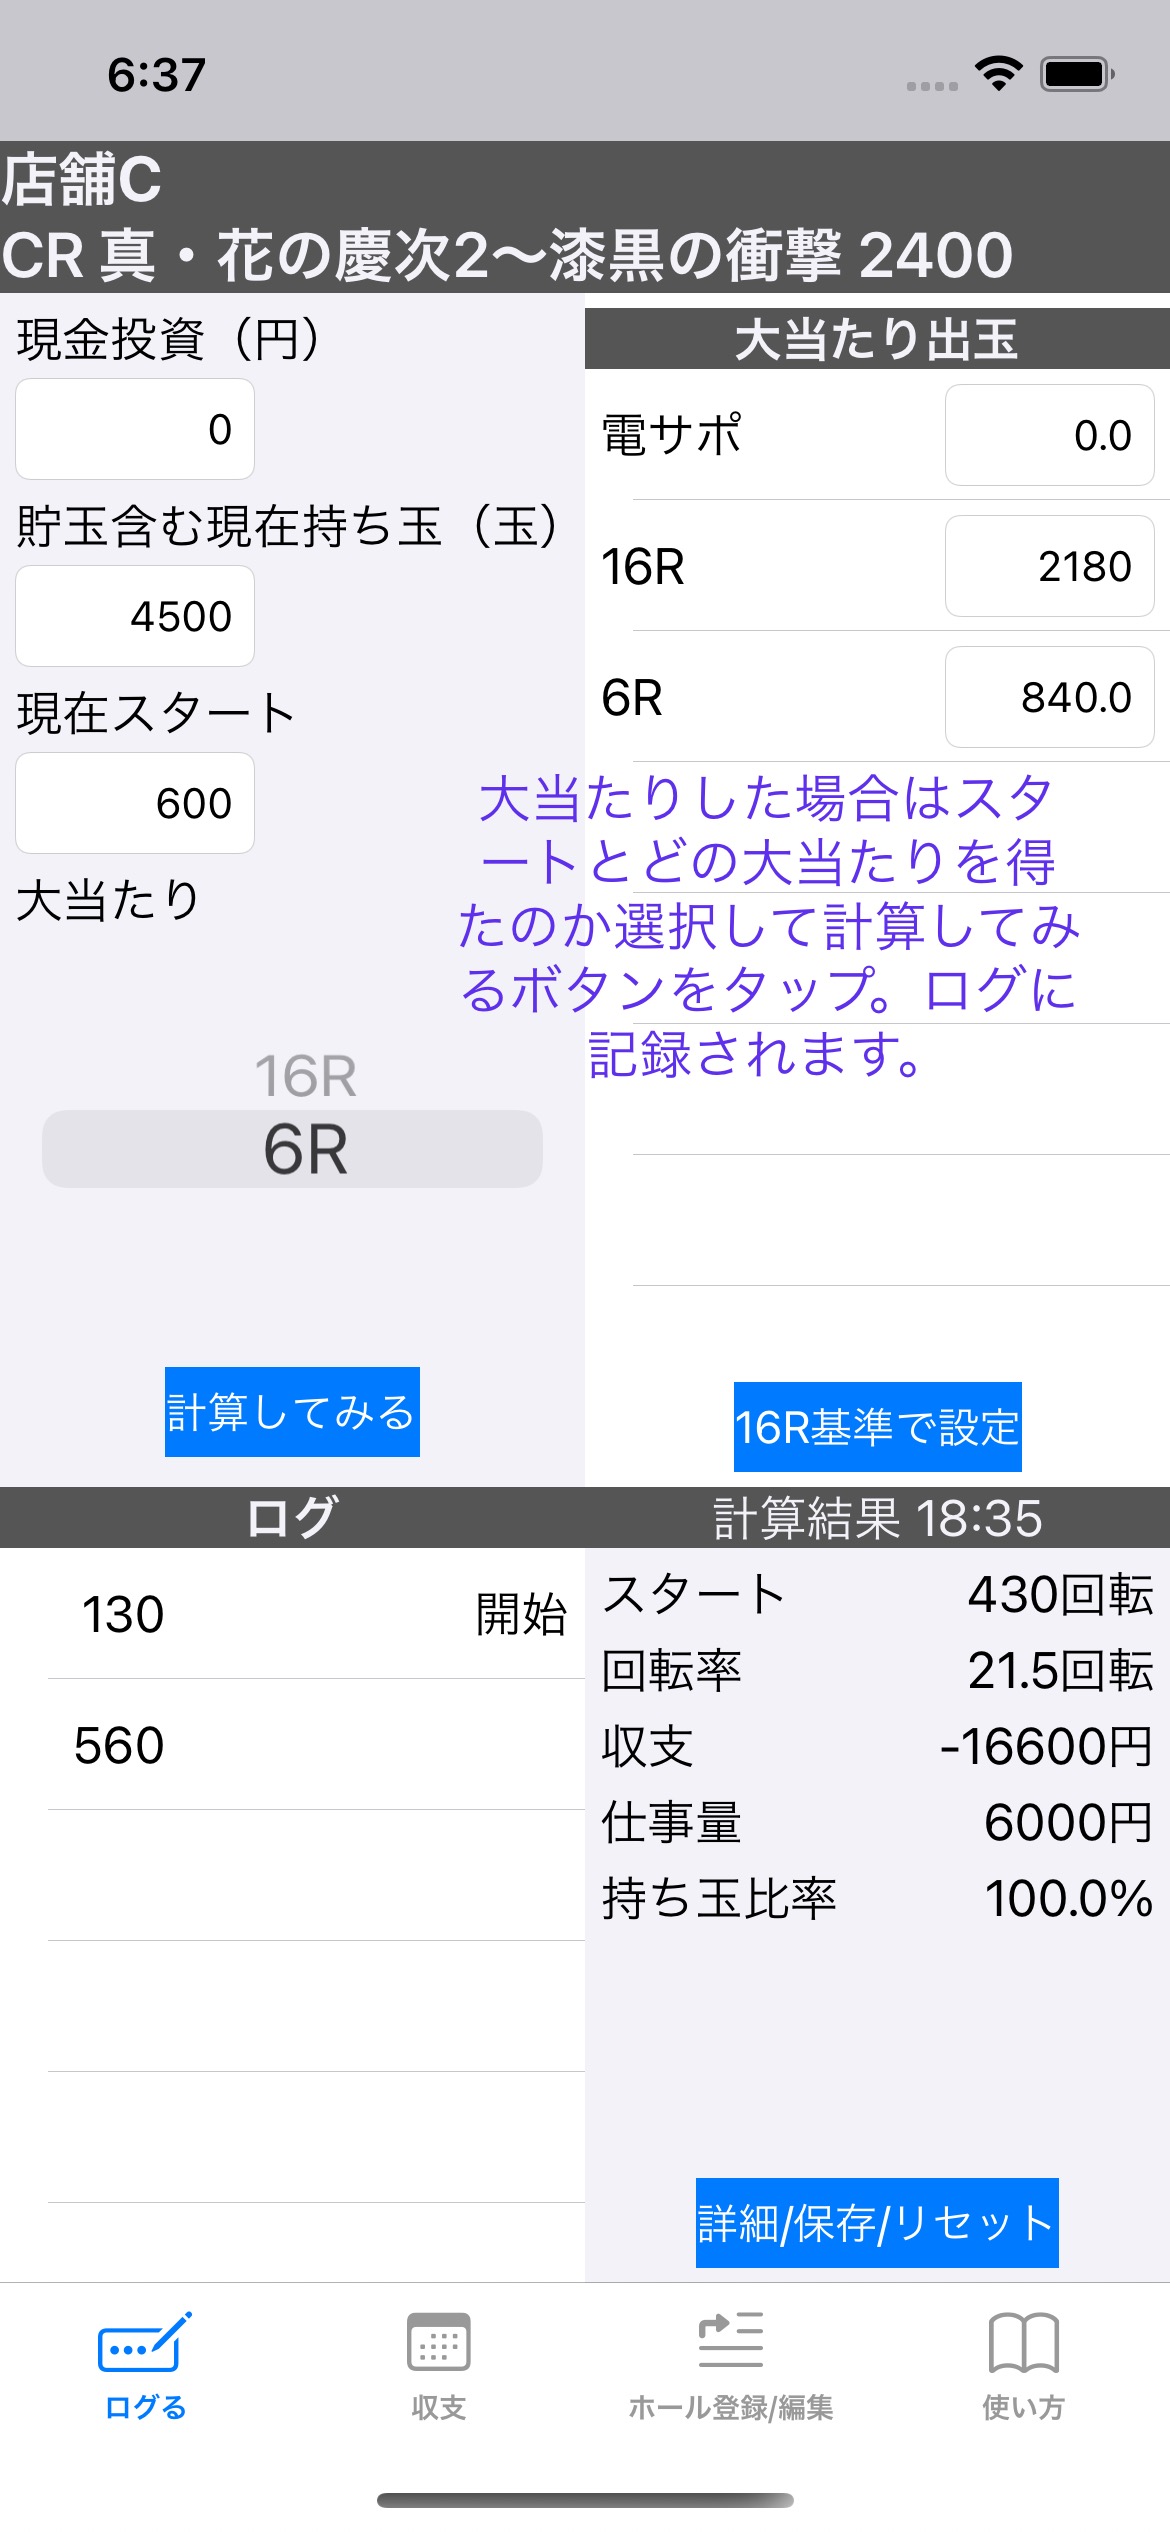 6:37
店舗C
CR 真・花の慶次2〜漆黒の衝撃 2400
現金投資（円）
0
貯玉含む現在持ち玉（玉）
4500
現在スタート
600
大当たり
16R
6R
計算してみる
大当たり出玉
電サポ 0.0
16R 2180
6R 840.0
大当たりした場合はスタ
ートとどの大当たりを得
たのか選択して計算してみ
るボタンをタップ。ログに
記録されます。
16R基準で設定
ログ
130 開始
560
計算結果 18:35
スタート 430回転
回転率 21.5回転
収支 -16600円
仕事量 6000円
持ち玉比率 100.0%
詳細/保存/リセット
ログる
収支
ホール登録/編集
使い方